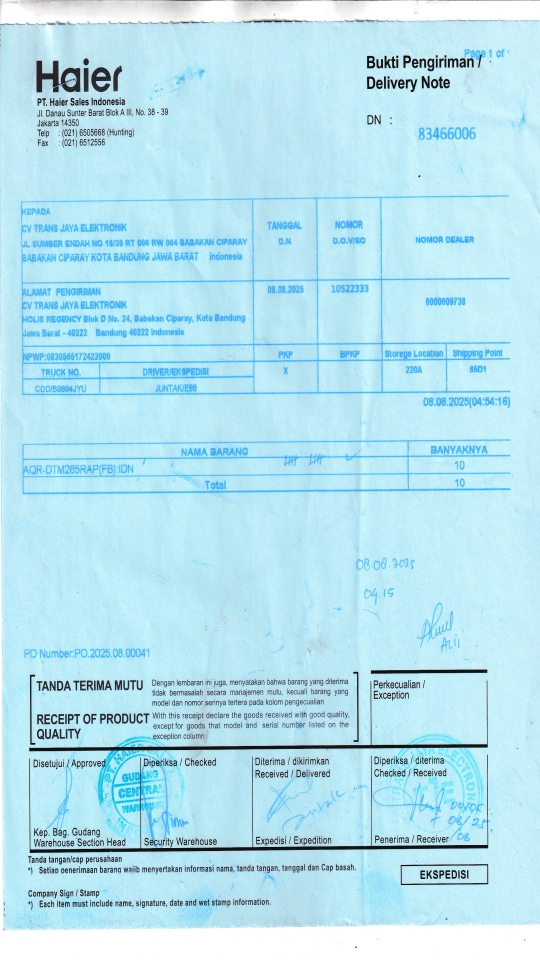 Page 1 of
Haier
PT. Haier Sales Indonesia
Jl. Danau Sunter Barat Blok A III, No. 38 - 39
Jakarta 14350
Telp : (021) 6505668 (Hunting)
Fax : (021) 6512556
Bukti Pengiriman /
Delivery Note
DN :
83466006
KEPADA
CV TRANS JAYA ELEKTRONIK
JL SUMBER ENDAH NO 18/20 RT 006 RW 004 BABAKAN CIPARAY
BABAKAN CIPARAY KOTA BANDUNG JAWA BARAT Indonesia
TANGGAL
D.N
NOMOR
D.O.V/SO
NOMOR DEALER
ALAMAT PENGIRIMAN
CV TRANS JAYA ELEKTRONIK
HOLIS REGENCY Blok D No 24, Babakan Ciparay, Kota Bandung
Jawa Barat - 40222 Bandung 40222 Indonesia
08.08.2025
10522333
6000609738
NPWP:0830565172422000
PKP
BPKP
Storege Location
Shipping Point
TRUCK NO.
DRIVER/EKSPEDISI
X
220A
65D1
CDD/B9694JYU
JUNTAK/E66
08.08.2025(04:54:16)
NAMA BARANG
BANYAKNYA
AQR-DTM265RAP(FB).IDN
10
Total
10
08.08.2025
09.15
PO Number:PO.2025.08.00041
TANDA TERIMA MUTU
Dengan lembaran ini juga, menyatakan bahwa barang yang diterima
tidak bermasalah secara manajemen mutu, kecuali barang yang
model dan nomor serinya tertera pada kolom pengecualian
RECEIPT OF PRODUCT
QUALITY
With this receipt declare the goods received with good quality,
except for goods that model and serial number listed on the
exception column
Perkecualian /
Exception
Disetujui / Approved
Diperiksa / Checked
Diterima / dikirimkan
Received / Delivered
Diperiksa / diterima
Checked / Received
PT. HAIER
GUDANG
CENTRAL
WAREHOUSE
Kep. Bag. Gudang
Warehouse Section Head
Security Warehouse
Expedisi / Expedition
Penerima / Receiver
Tanda tangan/cap perusahaan
*) Setiap penerimaan barang wajib menyertakan informasi nama, tanda tangan, tanggal dan Cap basah.
EKSPEDISI
Company Sign / Stamp
*) Each item must include name, signature, date and wet stamp information.